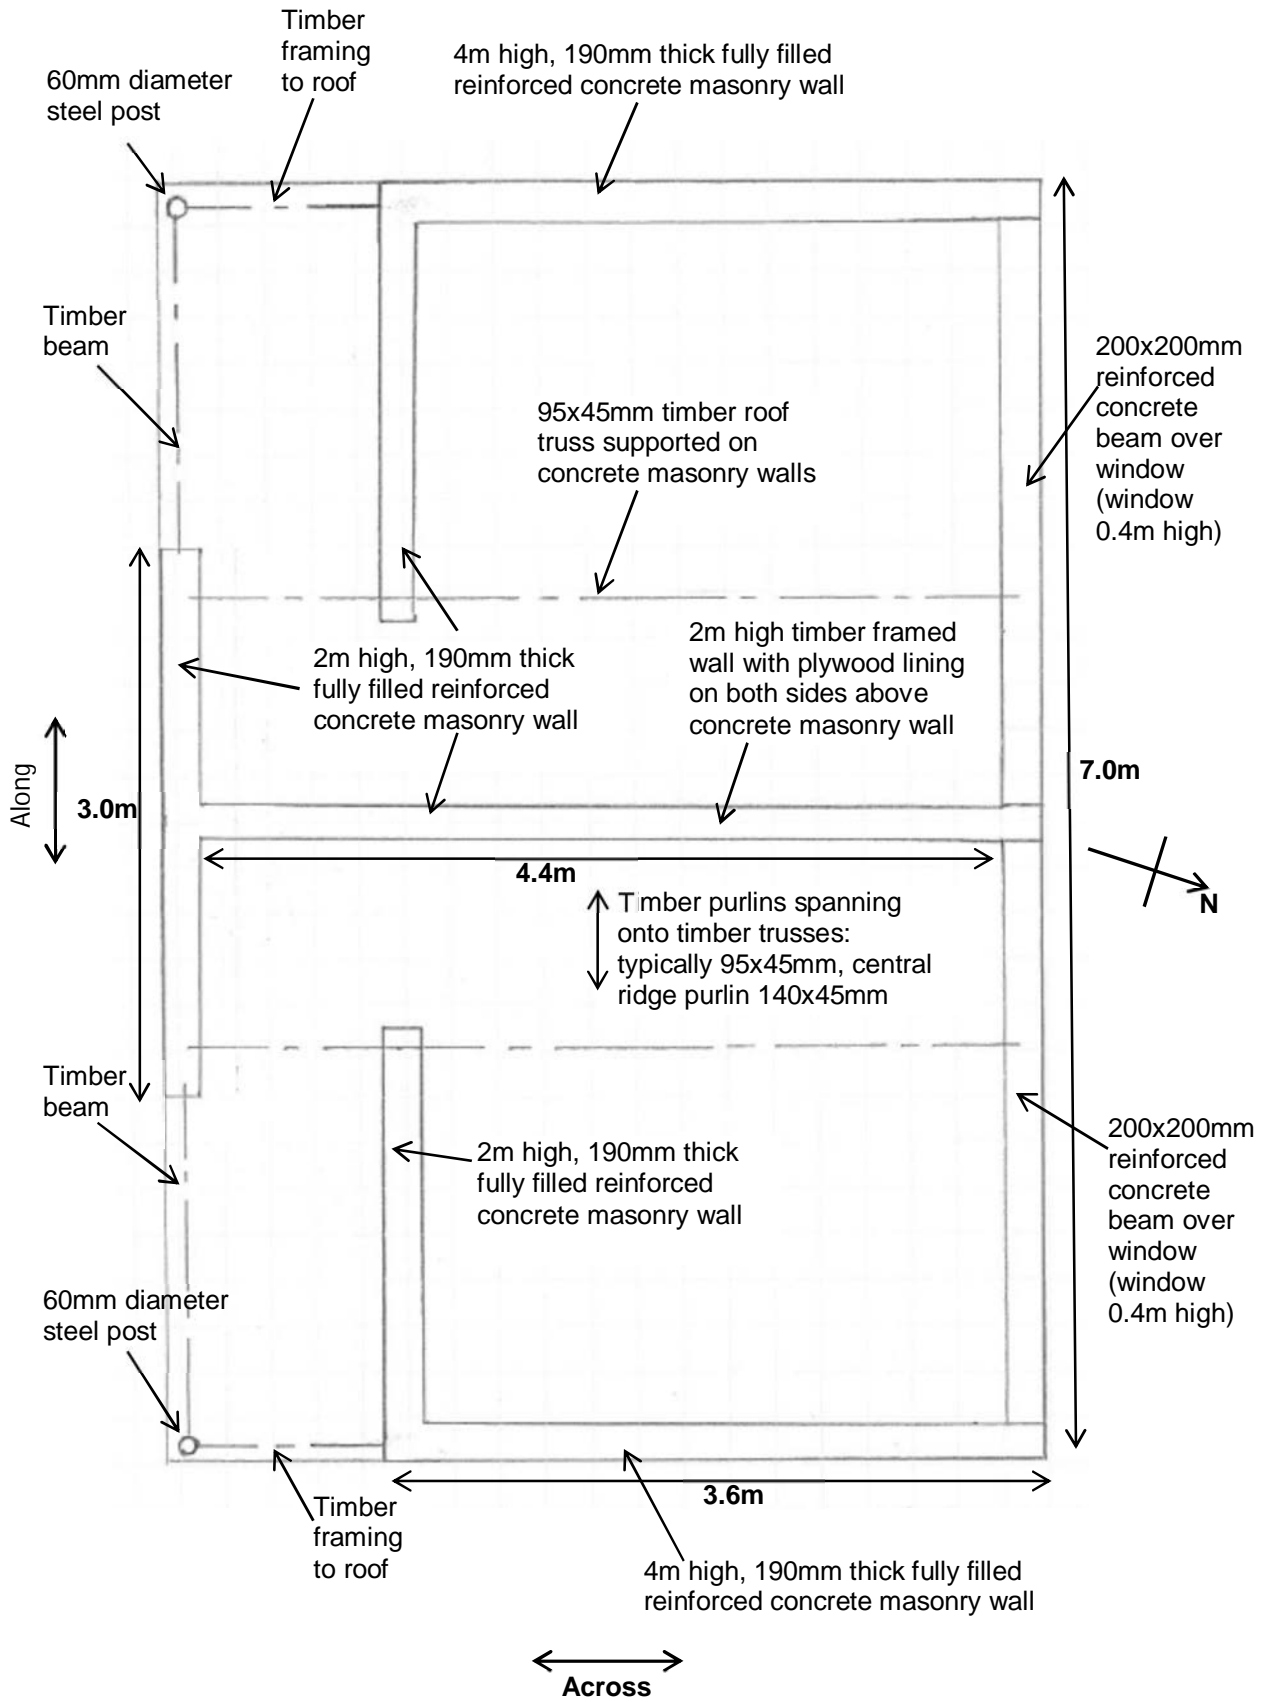 Timber
framing
to roof
4m high, 190mm thick fully filled
reinforced concrete masonry wall
60mm diameter
steel post
Timber
beam
200x200mm
reinforced
concrete
beam over
window
(window
0.4m high)
95x45mm timber roof
truss supported on
concrete masonry walls
2m high, 190mm thick
fully filled reinforced
concrete masonry wall
2m high timber framed
wall with plywood lining
on both sides above
concrete masonry wall
Along
3.0m
7.0m
4.4m
N
Timber purlins spanning
onto timber trusses:
typically 95x45mm, central
ridge purlin 140x45mm
Timber
beam
2m high, 190mm thick
fully filled reinforced
concrete masonry wall
200x200mm
reinforced
concrete
beam over
window
(window
0.4m high)
60mm diameter
steel post
3.6m
Timber
framing
to roof
4m high, 190mm thick fully filled
reinforced concrete masonry wall
Across